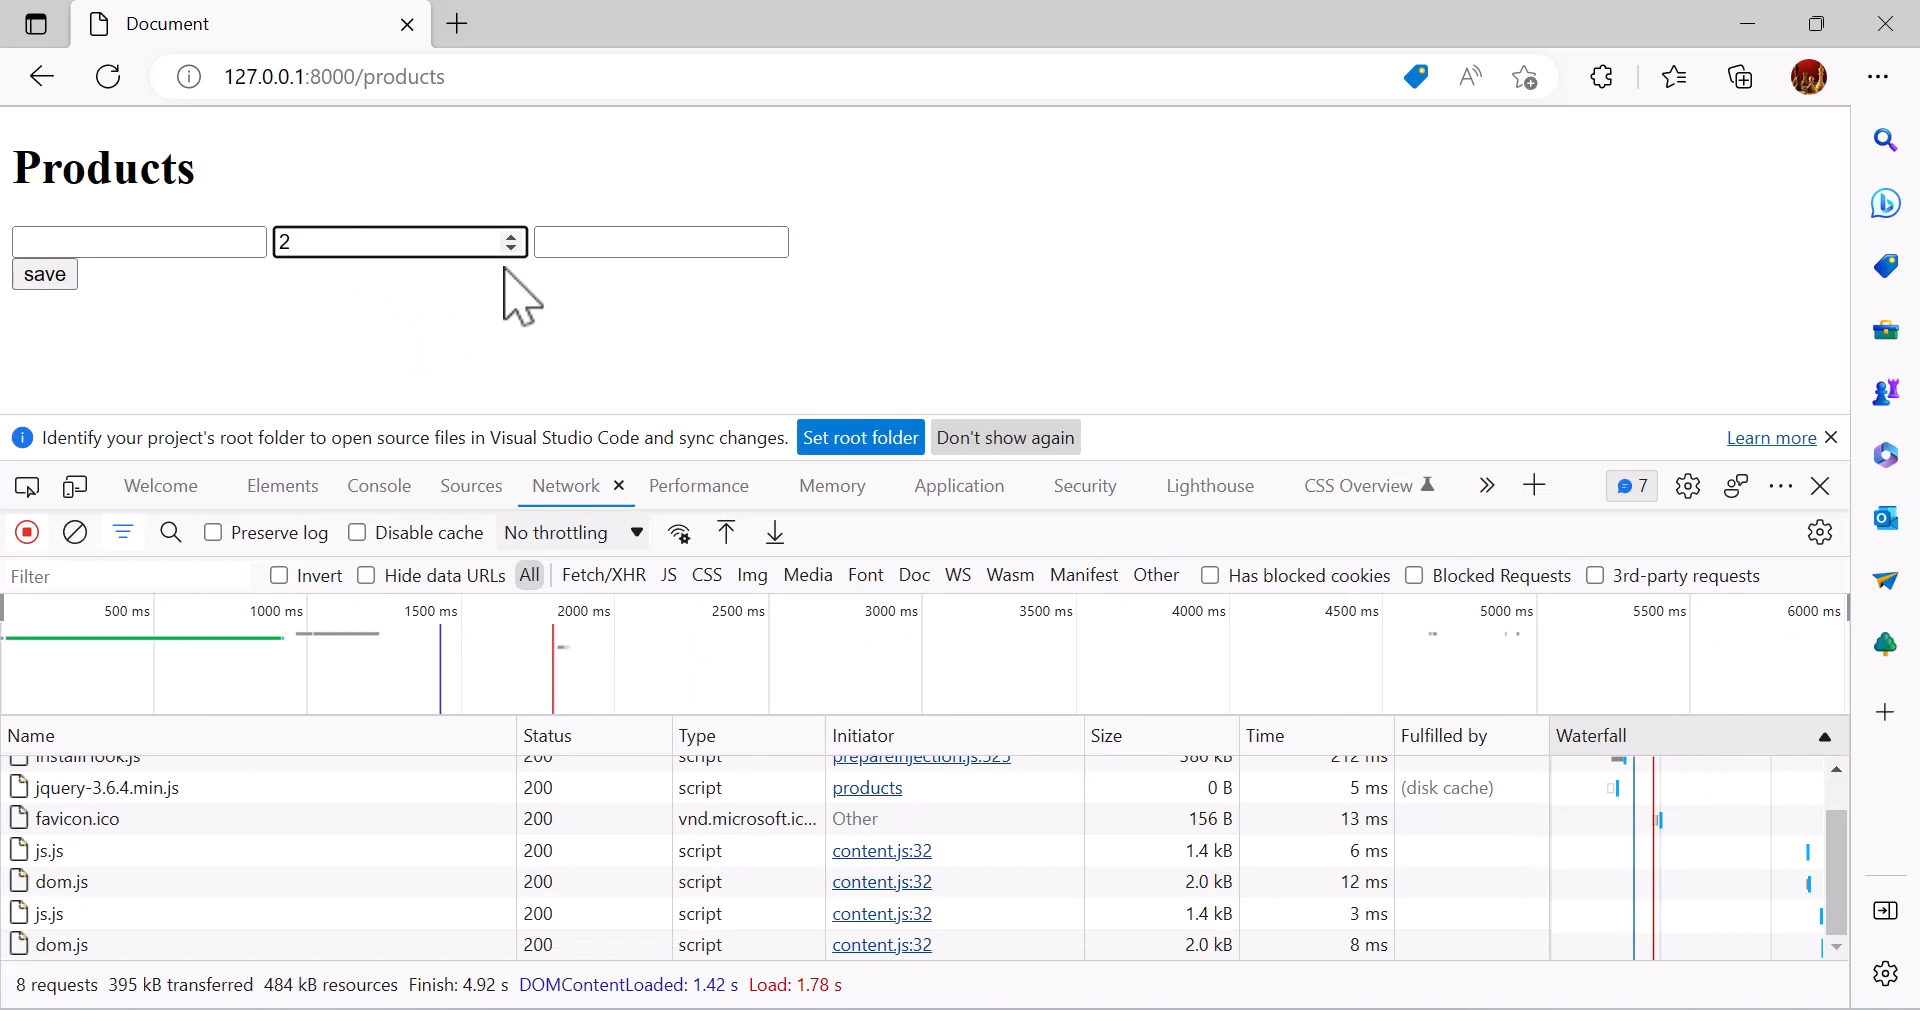 Document
127.0.0.1:8000/products
Products
2
save
Identify your project's root folder to open source files in Visual Studio Code and sync changes. Set root folder Don't show again Learn more
Welcome Elements Console Sources Network Performance Memory Application Security Lighthouse CSS Overview 7
Preserve log Disable cache No throttling
Filter Invert Hide data URLs All Fetch/XHR JS CSS Img Media Font Doc WS Wasm Manifest Other Has blocked cookies Blocked Requests 3rd-party requests
500 ms 1000 ms 1500 ms 2000 ms 2500 ms 3000 ms 3500 ms 4000 ms 4500 ms 5000 ms 5500 ms 6000 ms
Name Status Type Initiator Size Time Fulfilled by Waterfall
200 script 212 ms
jquery-3.6.4.min.js 200 script products 0 B 5 ms (disk cache)
favicon.ico 200 vnd.microsoft.ic... Other 156 B 13 ms
js.js 200 script content.js:32 1.4 kB 6 ms
dom.js 200 script content.js:32 2.0 kB 12 ms
js.js 200 script content.js:32 1.4 kB 3 ms
dom.js 200 script content.js:32 2.0 kB 8 ms
8 requests 395 kB transferred 484 kB resources Finish: 4.92 s DOMContentLoaded: 1.42 s Load: 1.78 s